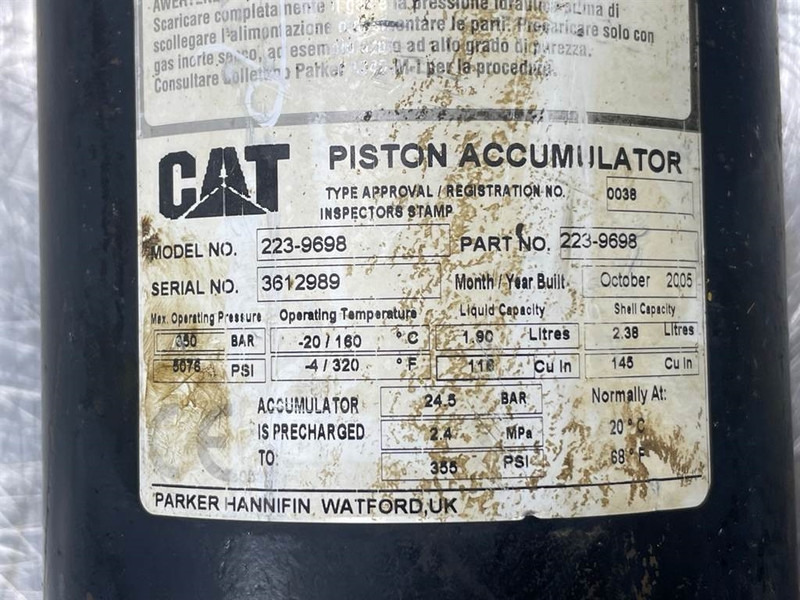 Scaricare completamente il la pressione idraulica prima di
scollegare l'alimentazione o smontare le parti. Precaricare solo con
gas inerte secco, ad esempio ad alto grado di purezza.
Consultare Parker per la procedura.
CAT PISTON ACCUMULATOR
TYPE APPROVAL / REGISTRATION NO. 0038
INSPECTORS STAMP
MODEL NO. 223-9698 PART NO. 223-9698
SERIAL NO. 3612989 Month / Year Built October 2005
Max. Operating Pressure Operating Temperature Liquid Capacity Shell Capacity
350 BAR -20 / 160 °C 1.90 Litres 2.38 Litres
5076 PSI -4 / 320 °F 116 Cu In 145 Cu In
ACCUMULATOR 24.5 BAR Normally At:
IS PRECHARGED 2.4 MPa 20 °C
TO: 355 PSI 68 °F
CE
PARKER HANNIFIN WATFORD,UK